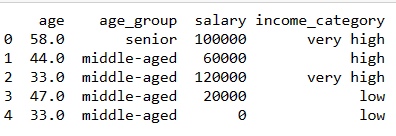 age age_group salary income_category
0 58.0 senior 100000 very high
1 44.0 middle-aged 60000 high
2 33.0 middle-aged 120000 very high
3 47.0 middle-aged 20000 low
4 33.0 middle-aged 0 low